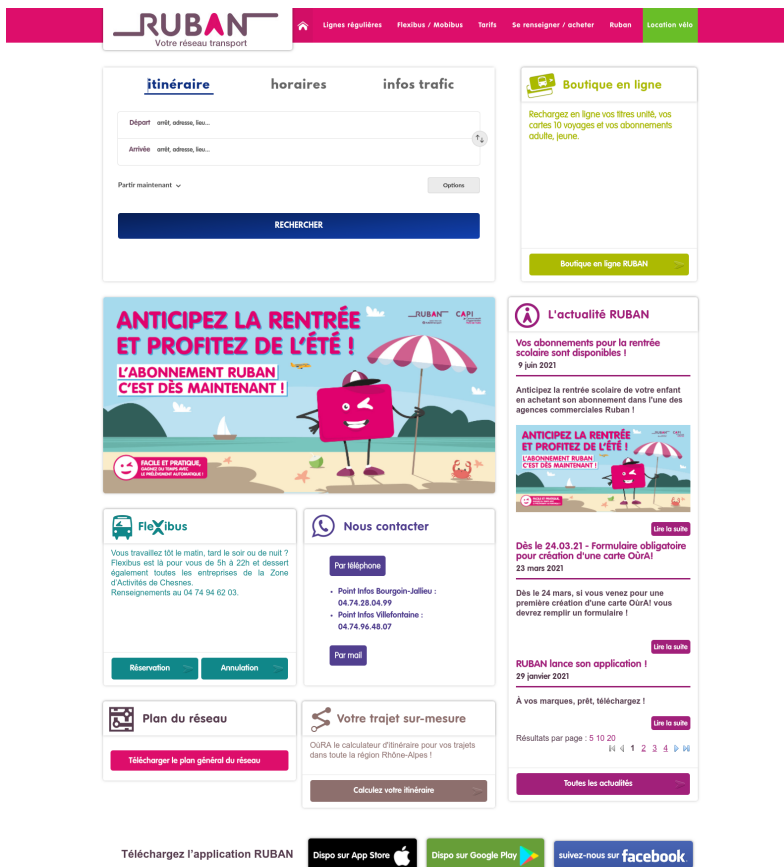 RUBAN
Votre réseau transport
Lignes régulières
Flexibus / Mobibus
Tarifs
Se renseigner / acheter
Ruban
Location vélo
itinéraire
horaires
infos trafic
Départ arrêt, adresse, lieu...
Arrivée arrêt, adresse, lieu...
Partir maintenant
Options
RECHERCHER
Boutique en ligne
Rechargez en ligne vos titres unité, vos
cartes 10 voyages et vos abonnements
adulte, jeune.
Boutique en ligne RUBAN
ANTICIPEZ LA RENTRÉE
ET PROFITEZ DE L'ÉTÉ !
L'ABONNEMENT RUBAN
C'EST DÈS MAINTENANT !
RUBAN
CAPI
FACILE ET PRATIQUE,
GAGNEZ DU TEMPS AVEC
LE PRÉLÈVEMENT AUTOMATIQUE !
L'actualité RUBAN
Vos abonnements pour la rentrée
scolaire sont disponibles !
9 juin 2021
Anticipez la rentrée scolaire de votre enfant
en achetant son abonnement dans l'une des
agences commerciales Ruban !
ANTICIPEZ LA RENTRÉE
ET PROFITEZ DE L'ÉTÉ !
L'ABONNEMENT RUBAN
C'EST DÈS MAINTENANT !
RUBAN
CAPI
FACILE ET PRATIQUE,
Lire la suite
Dès le 24.03.21 - Formulaire obligatoire
pour création d'une carte OùrA!
23 mars 2021
Dès le 24 mars, si vous venez pour une
première création d'une carte OùrA! vous
devrez remplir un formulaire !
Lire la suite
RUBAN lance son application !
29 janvier 2021
À vos marques, prêt, téléchargez !
Lire la suite
Résultats par page : 5 10 20
1 2 3 4
Toutes les actualités
FleXibus
Vous travaillez tôt le matin, tard le soir ou de nuit ?
Flexibus est là pour vous de 5h à 22h et dessert
également toutes les entreprises de la Zone
d'Activités de Chesnes.
Renseignements au 04 74 94 62 03.
Réservation
Annulation
Nous contacter
Par téléphone
• Point Infos Bourgoin-Jallieu :
04.74.28.04.99
• Point Infos Villefontaine :
04.74.96.48.07
Par mail
Plan du réseau
Télécharger le plan général du réseau
Votre trajet sur-mesure
OùRA le calculateur d'itinéraire pour vos trajets
dans toute la région Rhône-Alpes !
Calculez votre itinéraire
Téléchargez l'application RUBAN
Dispo sur App Store
Dispo sur Google Play
suivez-nous sur facebook